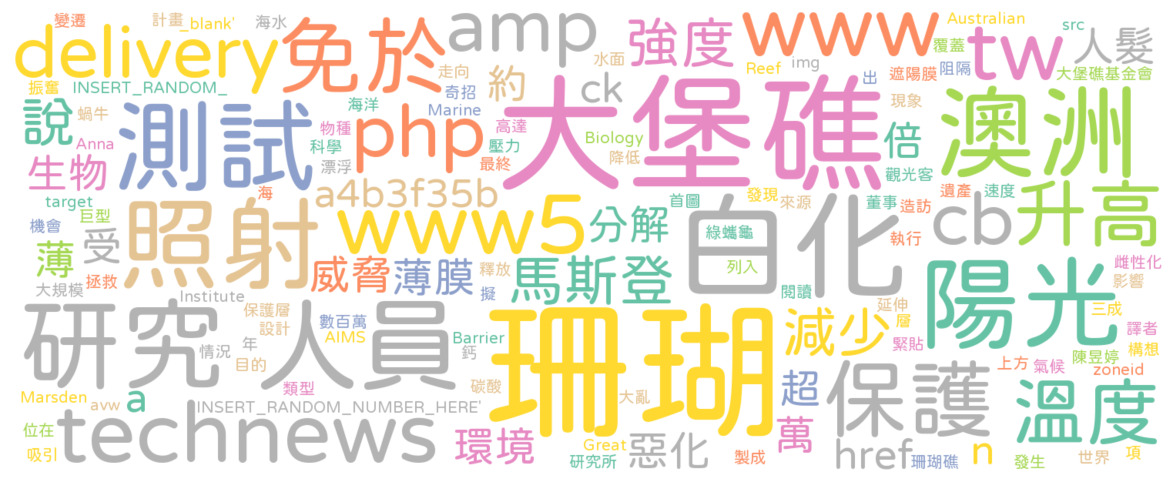 變遷
計畫
_blank'
海水
免於
amp
強度
www
Australian
src
人髮
delivery
水面
覆蓋
tw
振奮
INSERT_RANDOM_
走向
奇招
約
ck
Reef
img
遮陽膜
出
阻隔
大堡礁基金會
說
蝸牛
測試
海洋
Marine
大堡礁
現象
澳洲
Anna
物種
科學
php
高達
壓力
最終
Biology
降低
倍
生物
漂浮
觀光客
target
海
a4b3f35b
首圖
發現
來源
董事
造訪
遺產
速度
巨型
機會
照射
www5
分解
白化
綠蠵龜
執行
cb
升高
薄
受
拯救
威脅
薄膜
釋放
馬斯登
列入
雌性化
影響
大規模
擬
閱讀
Institute
保護層
設計
數百萬
延伸
層
陽光
三成
研究
人員
情況
年
目的
AIMS
Barrier
鈣
珊瑚
減少
緊貼
譯者
構想
類型
碳酸
大亂
超
保護
上方
氣候
陳昱婷
zoneid
Marsden
avw
a
INSERT_RANDOM_NUMBER_HERE'
萬
溫度
位在
吸引
technews
環境
Great
研究所
惡化
製成
href
珊瑚礁
n
發生
世界
項